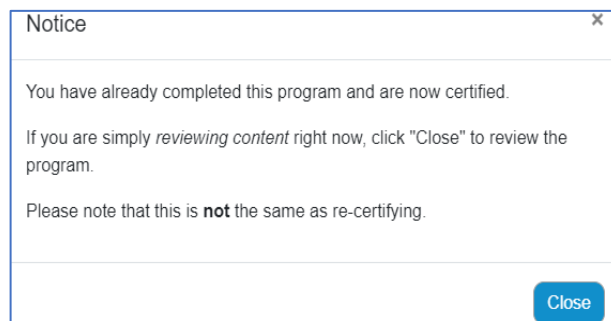 Notice
×
You have already completed this program and are now certified.
If you are simply reviewing content right now, click "Close" to review the
program.
Please note that this is not the same as re-certifying.
Close